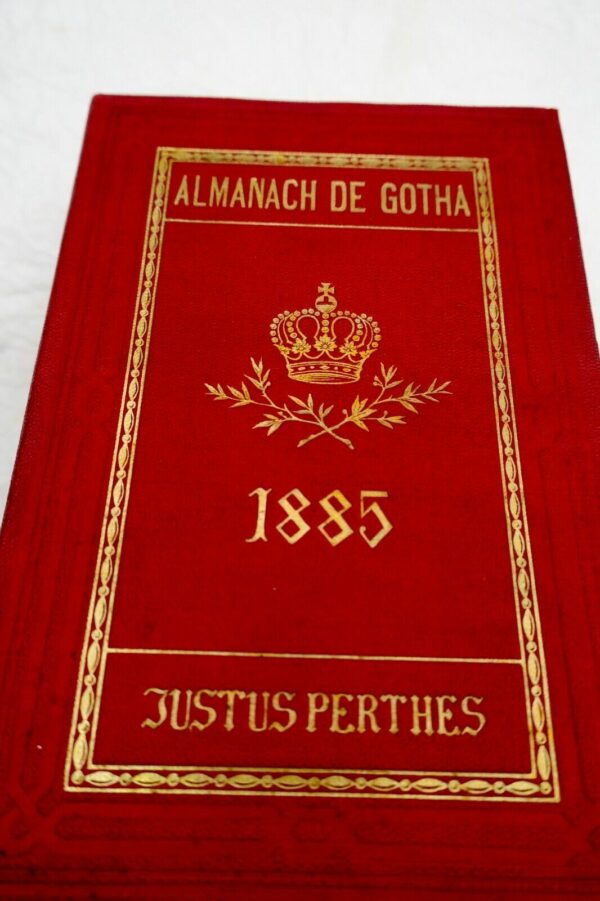 ALMANACH DE GOTHA
1885
JUSTUS PERTHES